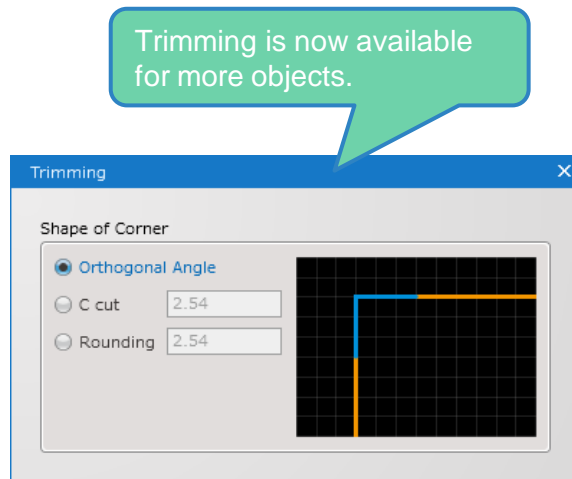 Trimming is now available
for more objects.
Trimming
Shape of Corner
Orthogonal Angle
C cut 2.54
Rounding 2.54